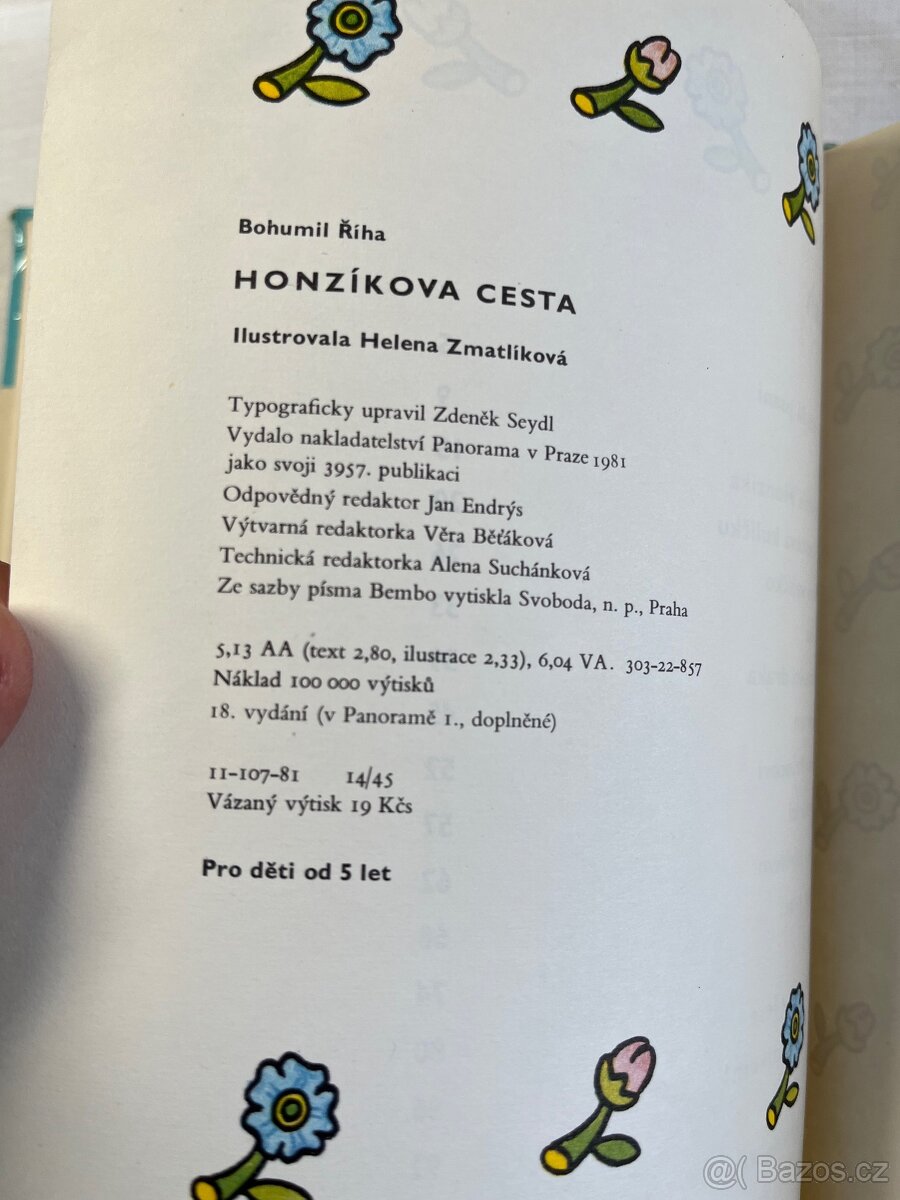 Bohumil Říha
HONZÍKOVA CESTA
Ilustrovala Helena Zmatlíková
Typograficky upravil Zdeněk Seydl
Vydalo nakladatelství Panorama v Praze 1981
jako svoji 3957. publikaci
Odpovědný redaktor Jan Endrýs
Výtvarná redaktorka Věra Běťáková
Technická redaktorka Alena Suchánková
Ze sazby písma Bembo vytiskla Svoboda, n. p., Praha
5,13 AA (text 2,80, ilustrace 2,33), 6,04 VA. 303-22-857
Náklad 100 000 výtisků
18. vydání (v Panoramě 1., doplněné)
11-107-81 14/45
Vázaný výtisk 19 Kčs
Pro děti od 5 let
@( Bazos.cz